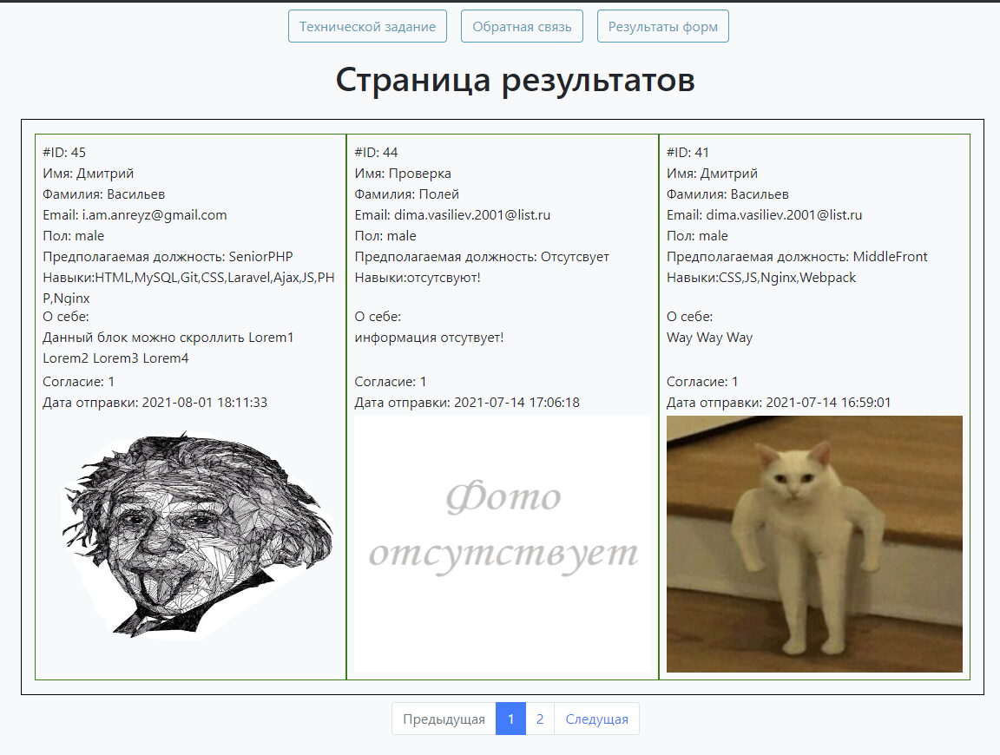 Технической задание
Обратная связь
Результаты форм
Страница результатов
#ID: 45
Имя: Дмитрий
Фамилия: Васильев
Email: i.am.anreyz@gmail.com
Пол: male
Предполагаемая должность: SeniorPHP
Навыки:HTML,MySQL,Git,CSS,Laravel,Ajax,JS,PH
P,Nginx
О себе:
Данный блок можно скроллить Lorem1
Lorem2 Lorem3 Lorem4
Согласие: 1
Дата отправки: 2021-08-01 18:11:33
#ID: 44
Имя: Проверка
Фамилия: Полей
Email: dima.vasiliev.2001@list.ru
Пол: male
Предполагаемая должность: Отсутсвует
Навыки:отсутсвуют!
О себе:
информация отсутвует!
Согласие: 1
Дата отправки: 2021-07-14 17:06:18
Фото
отсутствует
#ID: 41
Имя: Дмитрий
Фамилия: Васильев
Email: dima.vasiliev.2001@list.ru
Пол: male
Предполагаемая должность: MiddleFront
Навыки:CSS,JS,Nginx,Webpack
О себе:
Way Way Way
Согласие: 1
Дата отправки: 2021-07-14 16:59:01
Предыдущая
1
2
Следущая